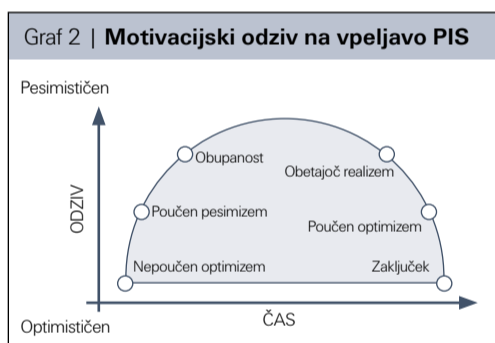 Graf 2 | Motivacijski odziv na vpeljavo PIS
Pesimističen
Obupanost
Obetajoč realizem
Poučen pesimizem
Poučen optimizem
Nepoučen optimizem
Zaključek
ODZIV
ČAS
Optimističen